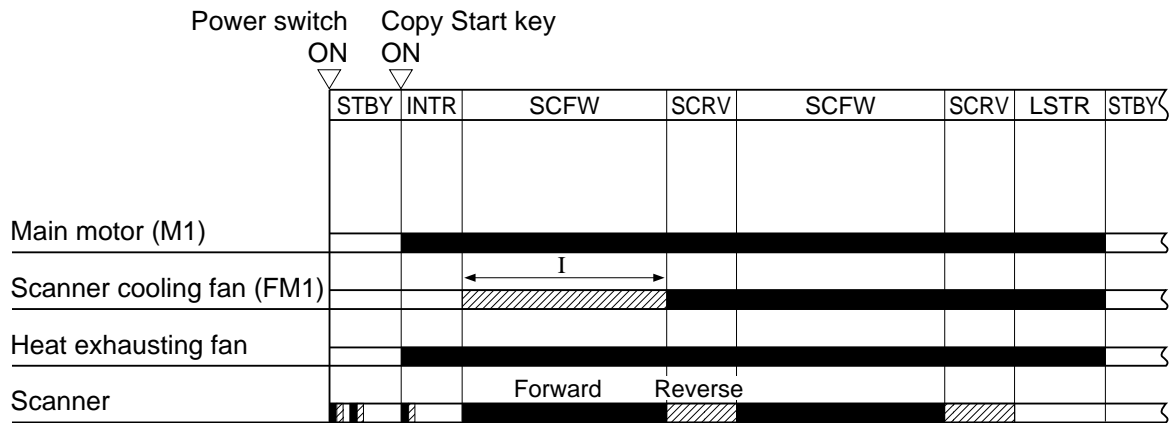 Power switch Copy Start key
ON ON
STBY INTR SCFW SCRV SCFW SCRV LSTR STBY
Main motor (M1)
I
Scanner cooling fan (FM1)
Heat exhausting fan
Forward Reverse
Scanner